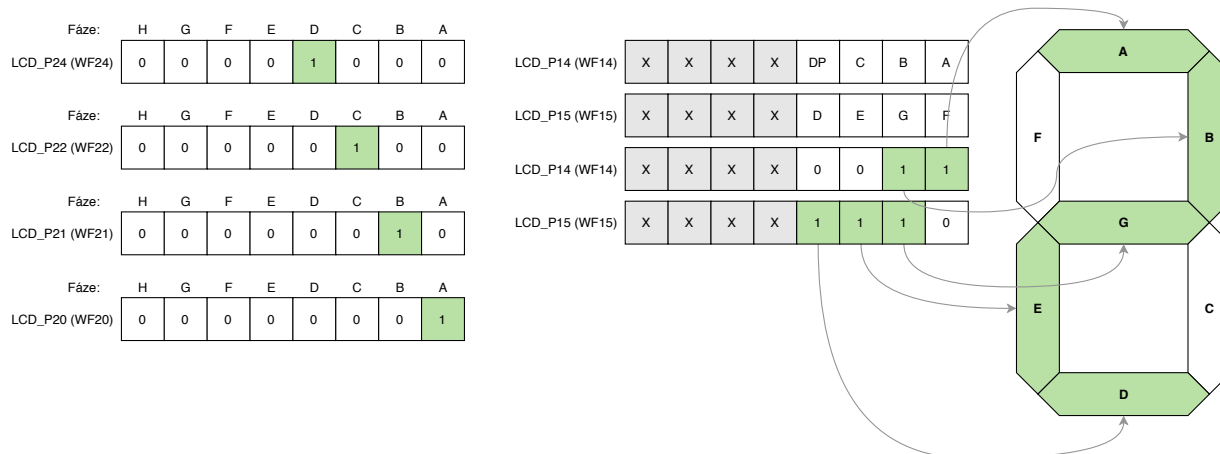 Fáze: H G F E D C B A
LCD_P24 (WF24) 0 0 0 0 1 0 0 0
Fáze: H G F E D C B A
LCD_P22 (WF22) 0 0 0 0 0 1 0 0
Fáze: H G F E D C B A
LCD_P21 (WF21) 0 0 0 0 0 0 1 0
Fáze: H G F E D C B A
LCD_P20 (WF20) 0 0 0 0 0 0 0 1
LCD_P14 (WF14) X X X X DP C B A
LCD_P15 (WF15) X X X X D E G F
LCD_P14 (WF14) X X X X 0 0 1 1
LCD_P15 (WF15) X X X X 1 1 1 0
A
F
B
G
E
C
D